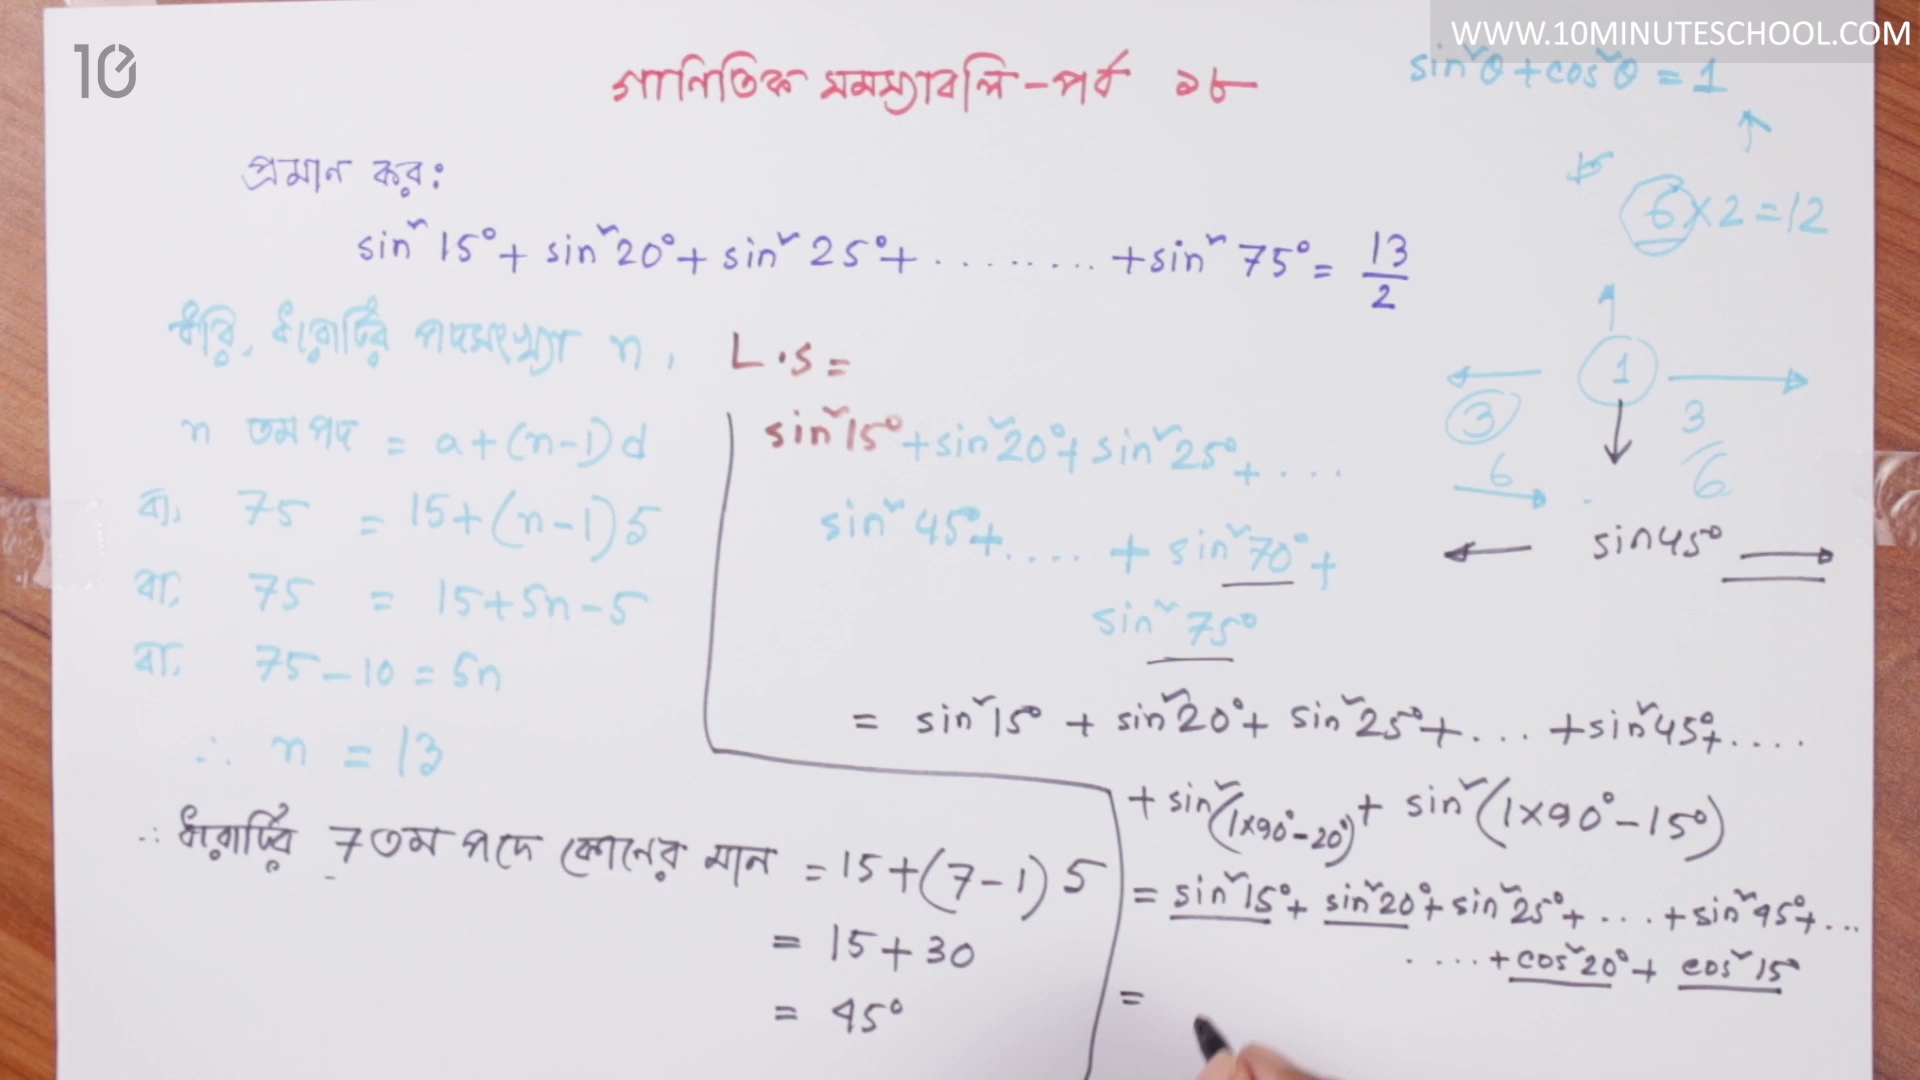 WWW.10MINUTESCHOOL.COM
10
গাণিতিক সমস্যাবলি - পর্ব ১৮
sin²θ + cos²θ = 1
প্রমান কর:
6 × 2 = 12
sin²15° + sin²20° + sin²25° + ........ + sin²75° = 13/2
ধরি, ধারাটির পদসংখ্যা n,
n তম পদ = a + (n-1)d
বা, 75 = 15 + (n-1)5
বা, 75 = 15 + 5n - 5
বা, 75 - 10 = 5n
∴ n = 13
∴ ধারাটির 7 তম পদে কোনের মান = 15 + (7-1) 5
= 15 + 30
= 45°
L.S =
sin²15° + sin²20° + sin²25° + ....
sin²45° + .... + sin²70° +
sin²75°
= sin²15° + sin²20° + sin²25° + .... + sin²45° + ....
+ sin²(1×90°-20°) + sin²(1×90°-15°)
= sin²15° + sin²20° + sin²25° + .... + sin²45° + ...
.... + cos²20° + cos²15°
=
1
3
3
6
6
sin45°